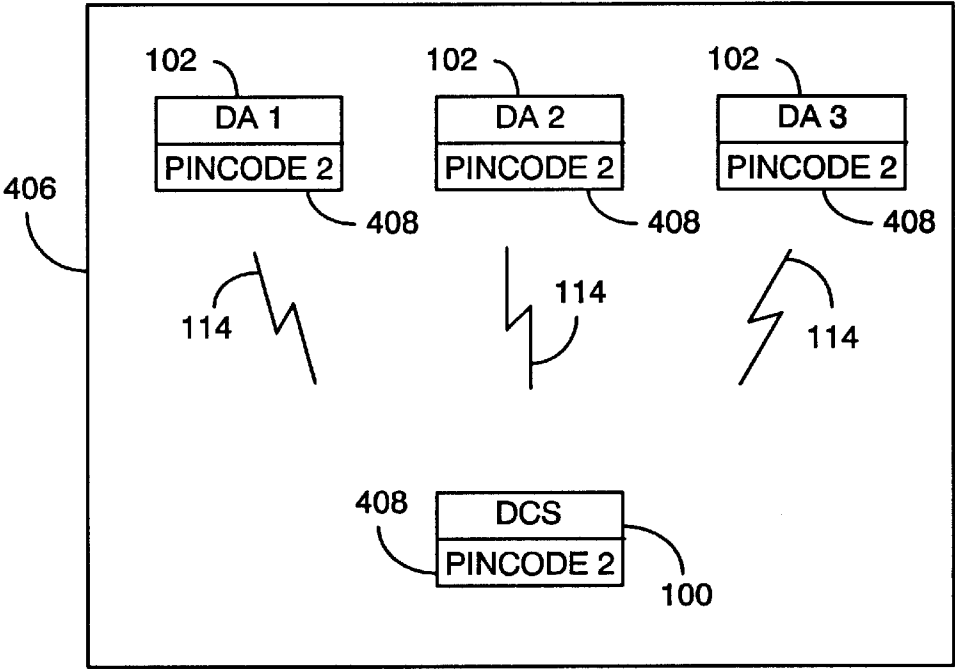 102 102 102
DA 1 DA 2 DA 3
PINCODE 2 PINCODE 2 PINCODE 2
406
408 408 408
114 114 114
408
DCS
PINCODE 2
100